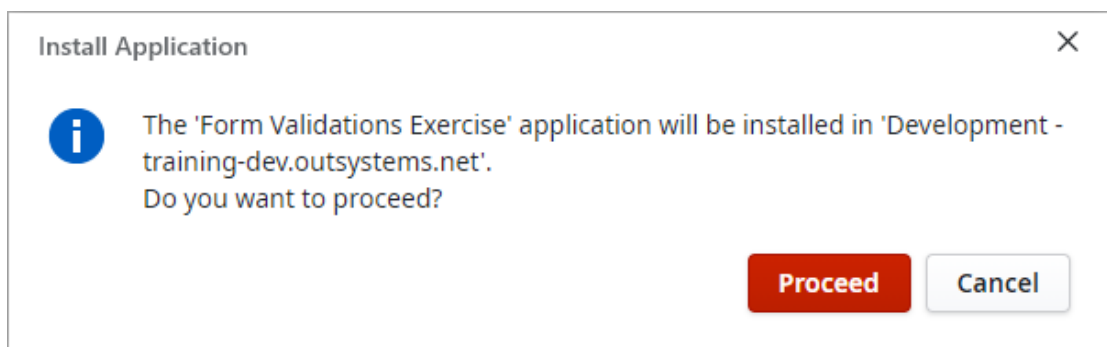 Install Application
The 'Form Validations Exercise' application will be installed in 'Development -
training-dev.outsystems.net'.
Do you want to proceed?
Proceed
Cancel